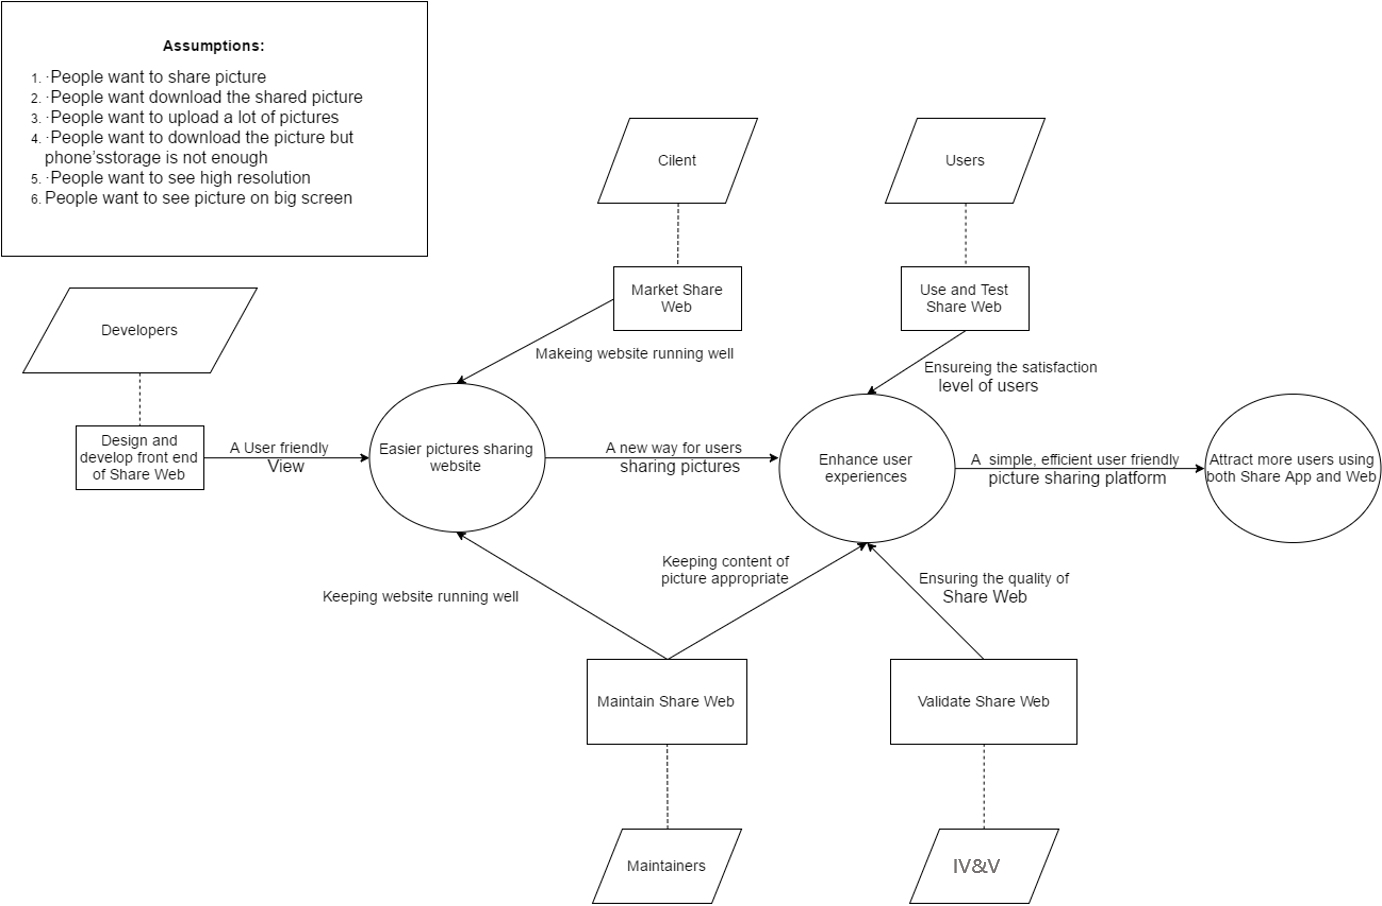 Assumptions:
1. ·People want to share picture
2. ·People want download the shared picture
3. ·People want to upload a lot of pictures
4. ·People want to download the picture but
phone'sstorage is not enough
5. ·People want to see high resolution
6. People want to see picture on big screen
Cilent
Users
Market Share
Web
Use and Test
Share Web
Developers
Makeing website running well
Ensureing the satisfaction
level of users
Design and
develop front end
of Share Web
A User friendly
View
Easier pictures sharing
website
A new way for users
sharing pictures
Enhance user
experiences
A simple, efficient user friendly
picture sharing platform
Attract more users using
both Share App and Web
Keeping content of
picture appropriate
Ensuring the quality of
Share Web
Keeping website running well
Maintain Share Web
Validate Share Web
Maintainers
IV&V